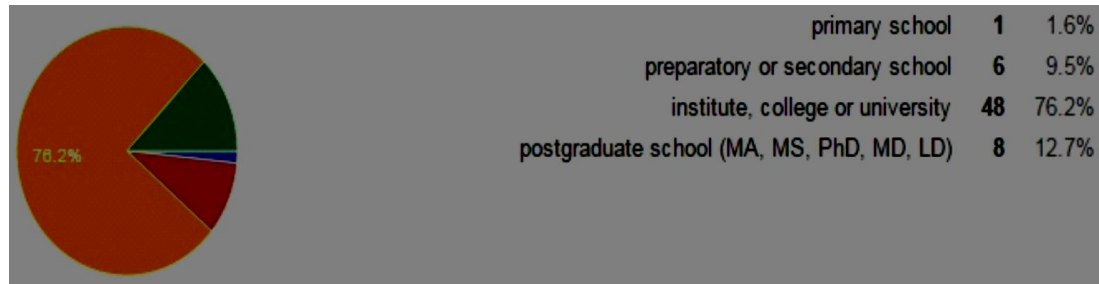 primary school 1 1.6%
preparatory or secondary school 6 9.5%
institute, college or university 48 76.2%
postgraduate school (MA, MS, PhD, MD, LD) 8 12.7%
76.2%